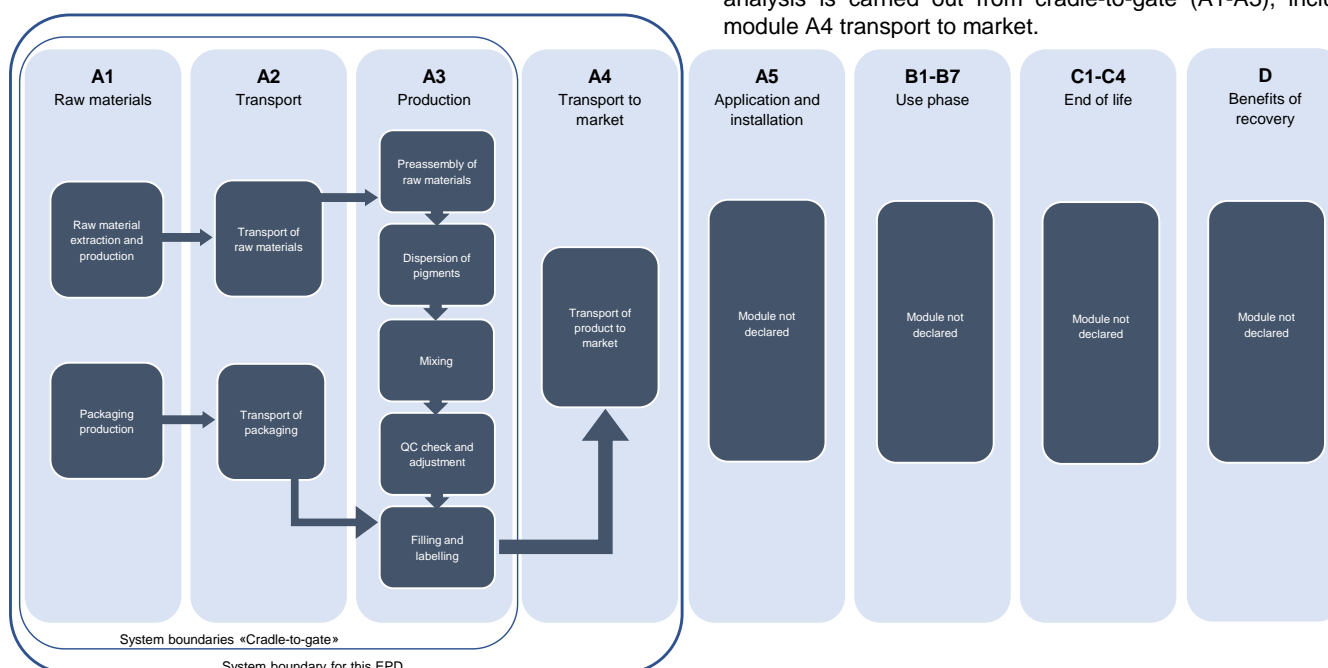 analysis is carried out from cradle-to-gate (A1-A3),
module A4 transport to market.
A1
Raw materials
A2
Transport
A3
Production
A4
Transport to
market
A5
Application and
installation
B1-B7
Use phase
C1-C4
End of life
D
Benefits of
recovery
Raw material
extraction and
production
Transport of
raw materials
Preassembly of
raw materials
Dispersion of
pigments
Mixing
QC check and
adjustment
Filling and
labelling
Packaging
production
Transport of
packaging
Transport of
product to
market
Module not
declared
Module not
declared
Module not
declared
Module not
declared
System boundaries «Cradle-to-gate»
System boundary for this EPD